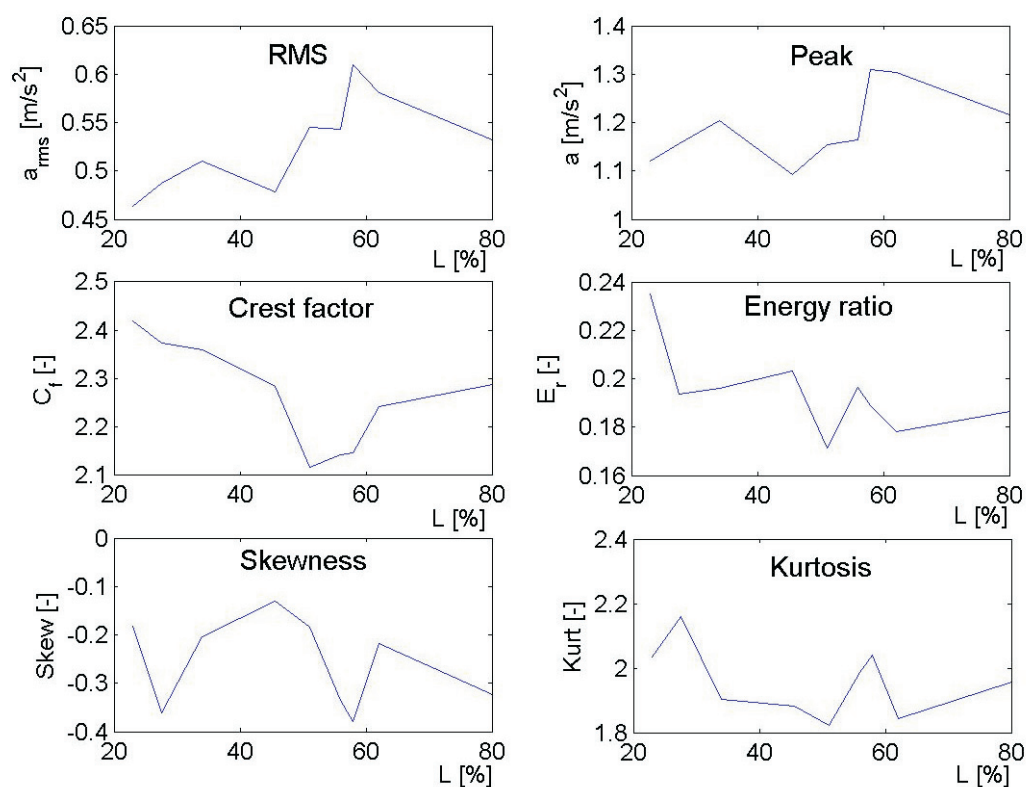 RMS
a_rms [m/s²]
0.65
0.6
0.55
0.5
0.45
20 40 60 80
L [%]
Peak
a [m/s²]
1.4
1.3
1.2
1.1
1
20 40 60 80
L [%]
Crest factor
C_f [-]
2.5
2.4
2.3
2.2
2.1
20 40 60 80
L [%]
Energy ratio
E_r [-]
0.24
0.22
0.2
0.18
0.16
20 40 60 80
L [%]
Skewness
Skew [-]
0
-0.1
-0.2
-0.3
-0.4
20 40 60 80
L [%]
Kurtosis
Kurt [-]
2.4
2.2
2
1.8
20 40 60 80
L [%]